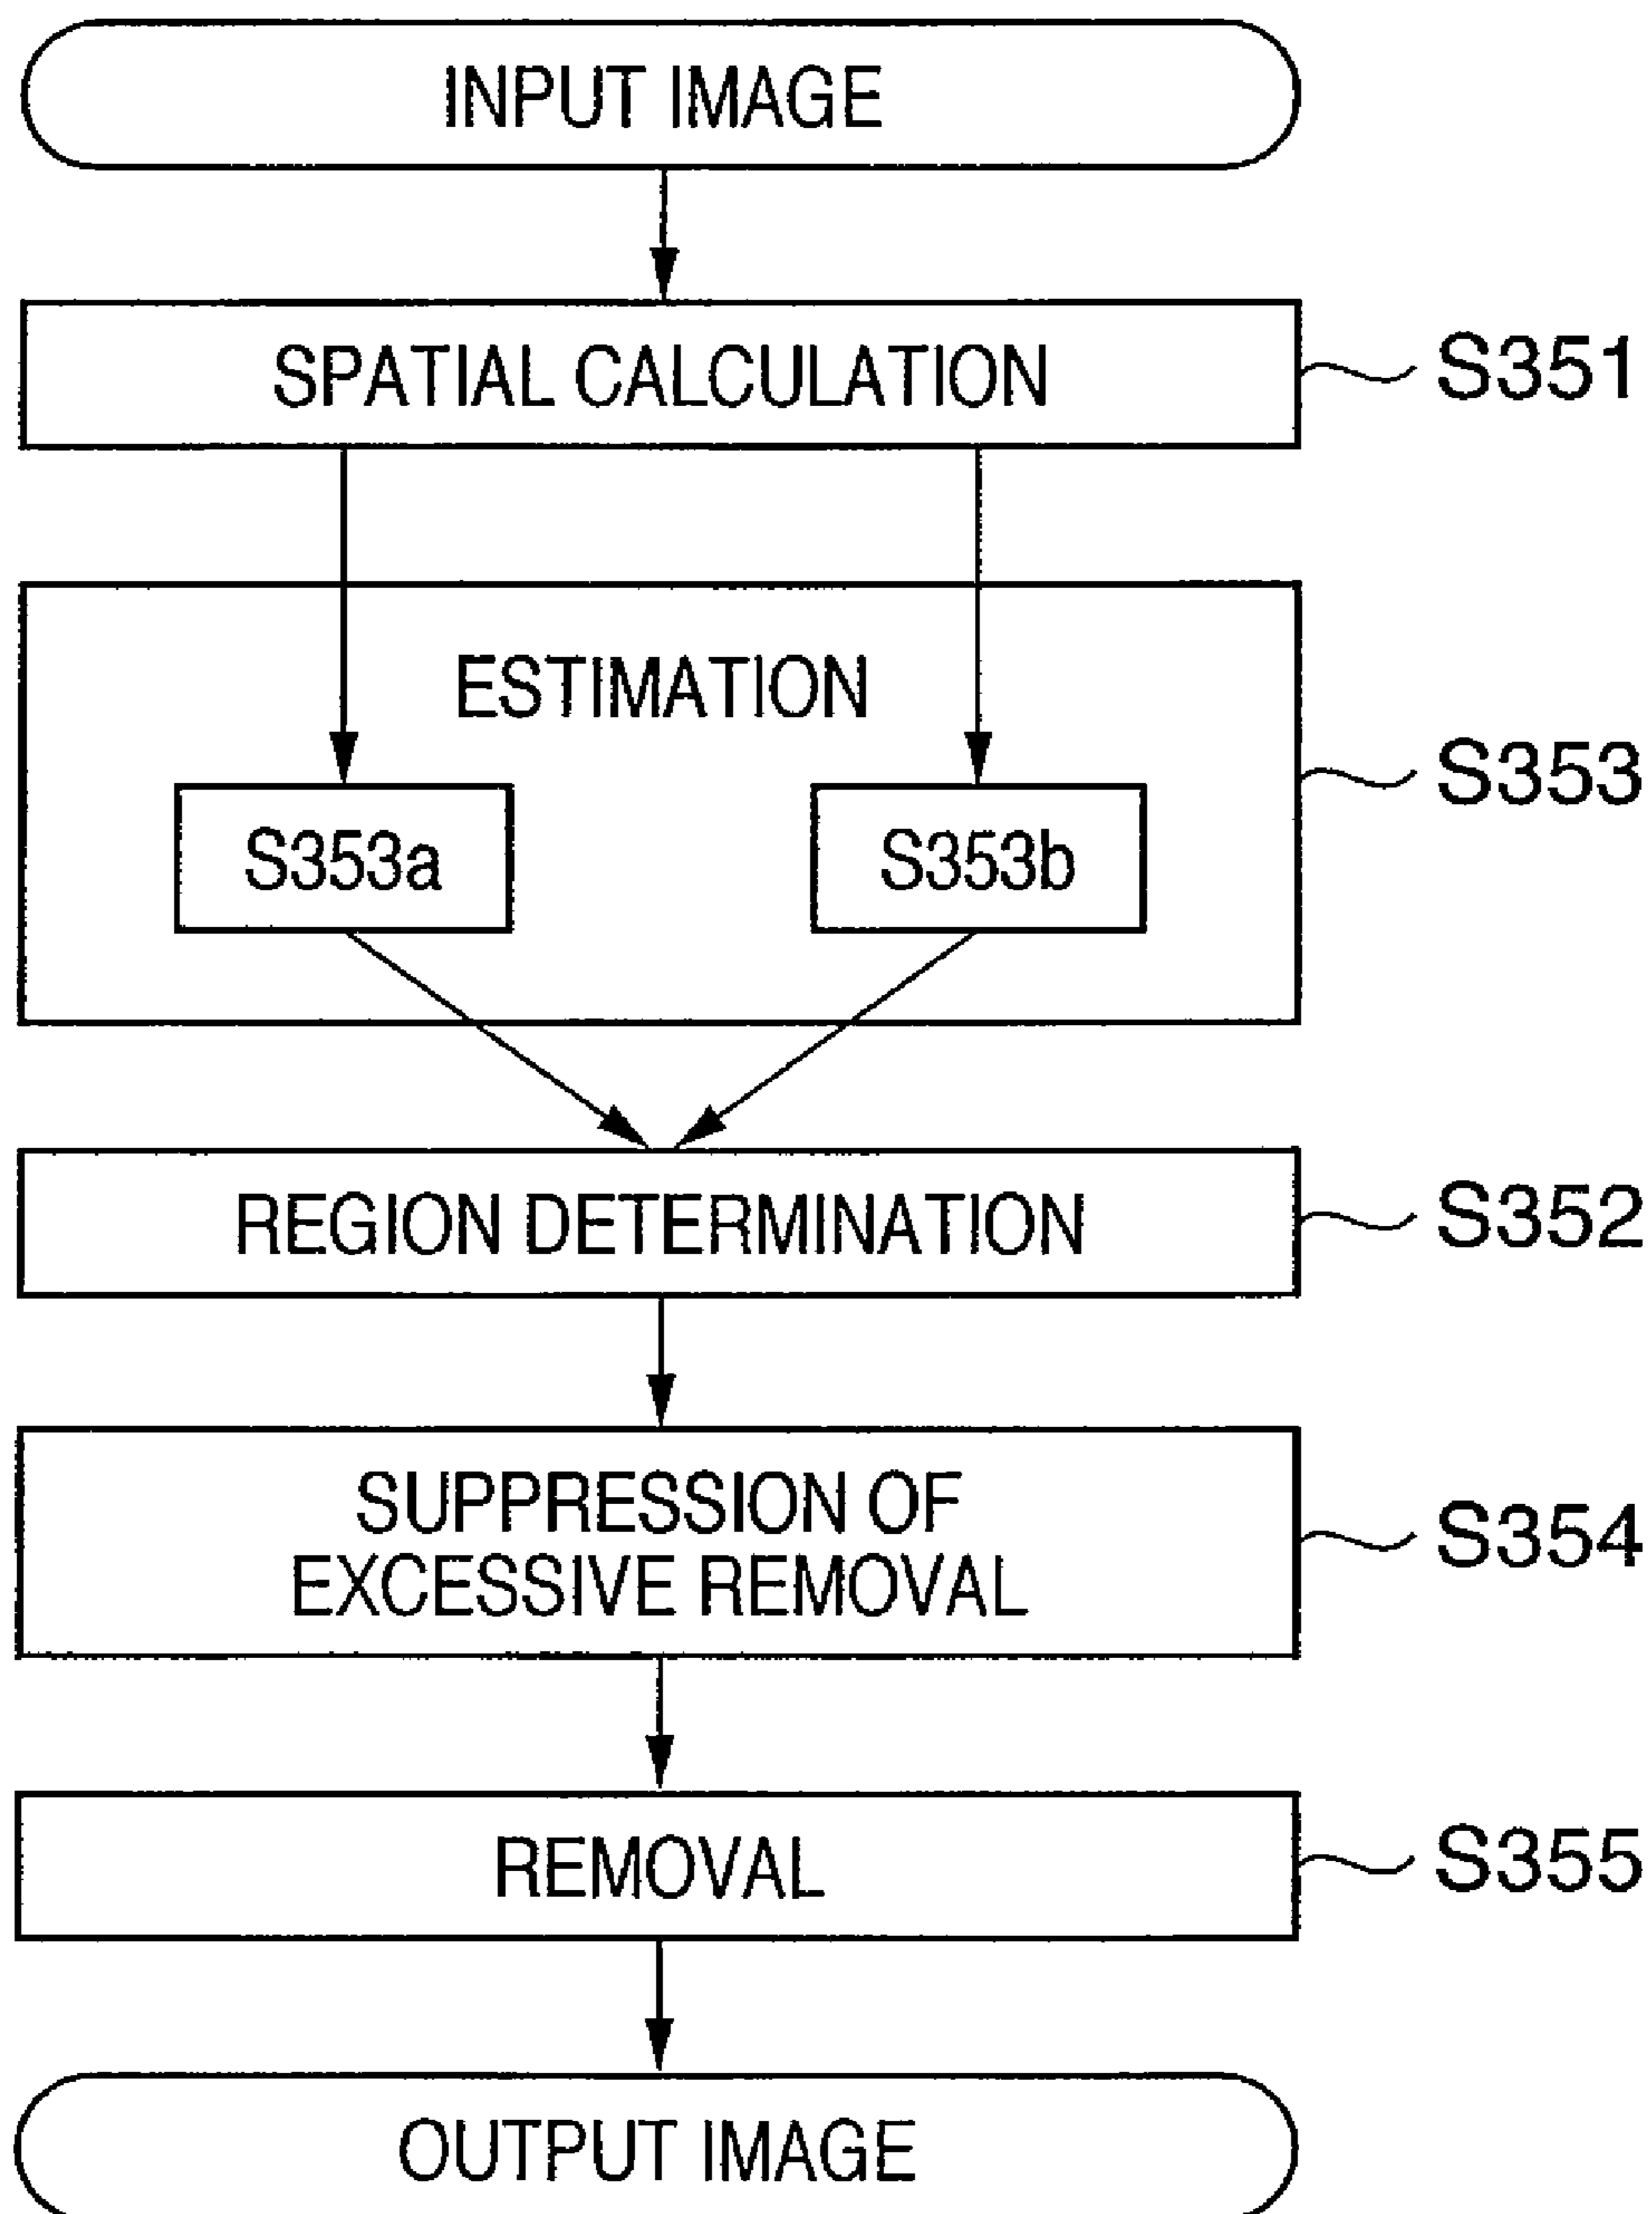 INPUT IMAGE
SPATIAL CALCULATION
S351
ESTIMATION
S353
S353a
S353b
REGION DETERMINATION
S352
SUPPRESSION OF
EXCESSIVE REMOVAL
S354
REMOVAL
S355
OUTPUT IMAGE